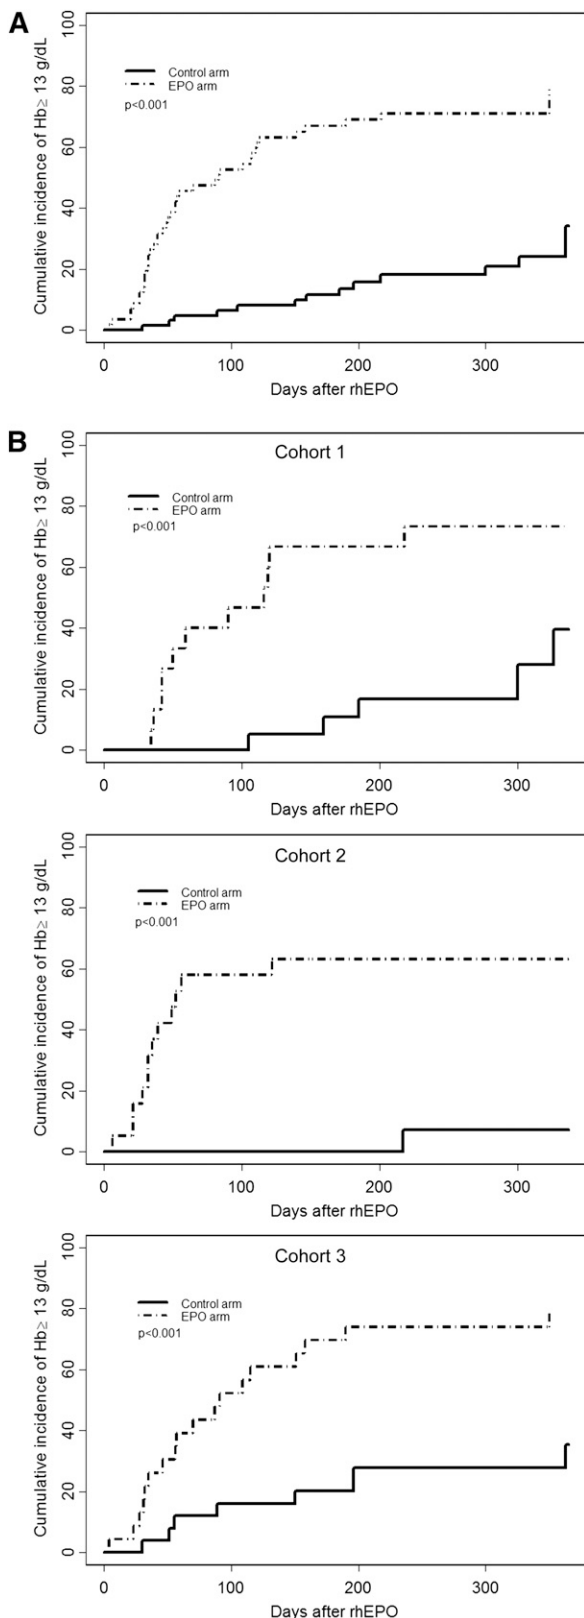 A
Cumulative incidence of Hb≥ 13 g/dL
100
80
60
40
20
0
Control arm
EPO arm
p<0.001
0 100 200 300
Days after rhEPO
B
Cohort 1
Cumulative incidence of Hb≥ 13 g/dL
100
80
60
40
20
0
Control arm
EPO arm
p<0.001
0 100 200 300
Days after rhEPO
Cohort 2
Cumulative incidence of Hb≥ 13 g/dL
100
80
60
40
20
0
Control arm
EPO arm
p<0.001
0 100 200 300
Days after rhEPO
Cohort 3
Cumulative incidence of Hb≥ 13 g/dL
100
80
60
40
20
0
Control arm
EPO arm
p<0.001
0 100 200 300
Days after rhEPO